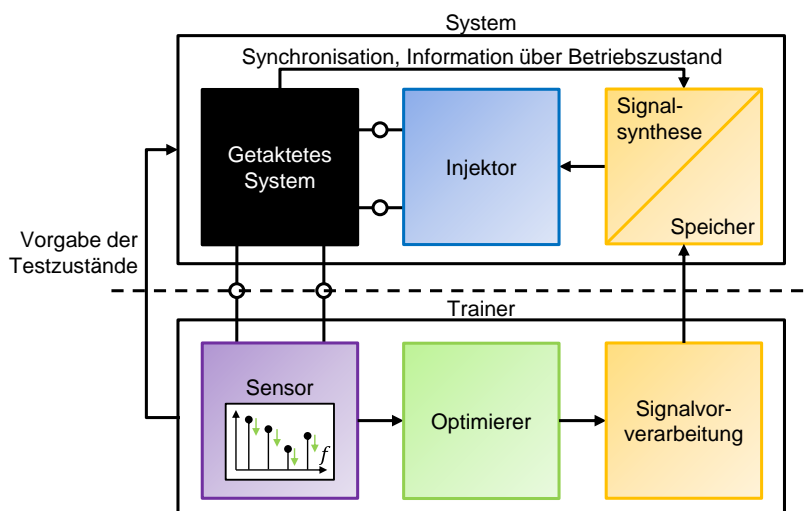 System
Synchronisation, Information über Betriebszustand
Getaktetes
System
Injektor
Signal-
synthese
Speicher
Vorgabe der
Testzustände
Trainer
Sensor
f
Optimierer
Signalvor-
verarbeitung